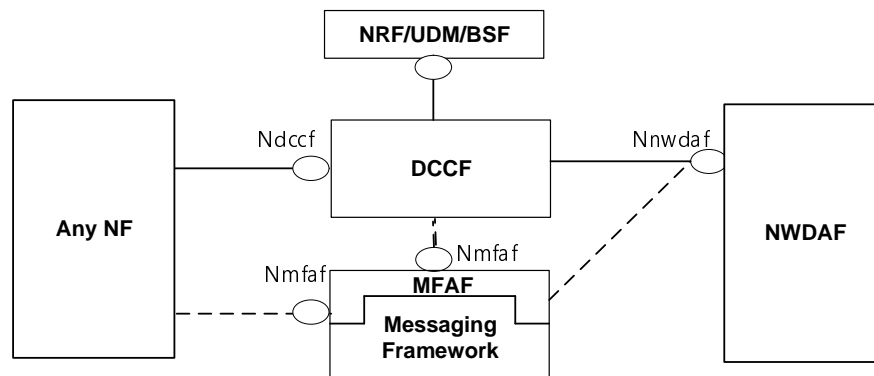 NRF/UDM/BSF
Ndccf
Nnwdaf
DCCF
Any NF
NWDAF
Nmfaf
Nmfaf
MFAF
Messaging
Framework